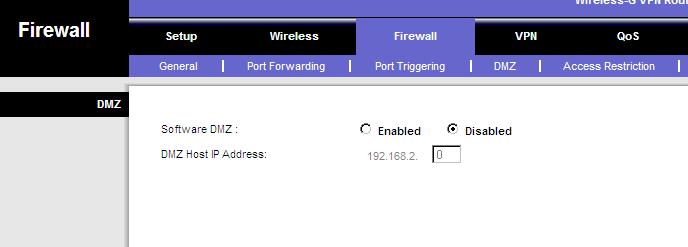 Wireless-G VPN Rou
Firewall
Setup Wireless Firewall VPN QoS
General | Port Forwarding | Port Triggering | DMZ | Access Restriction |
DMZ
Software DMZ : Enabled Disabled
DMZ Host IP Address: 192.168.2. 0